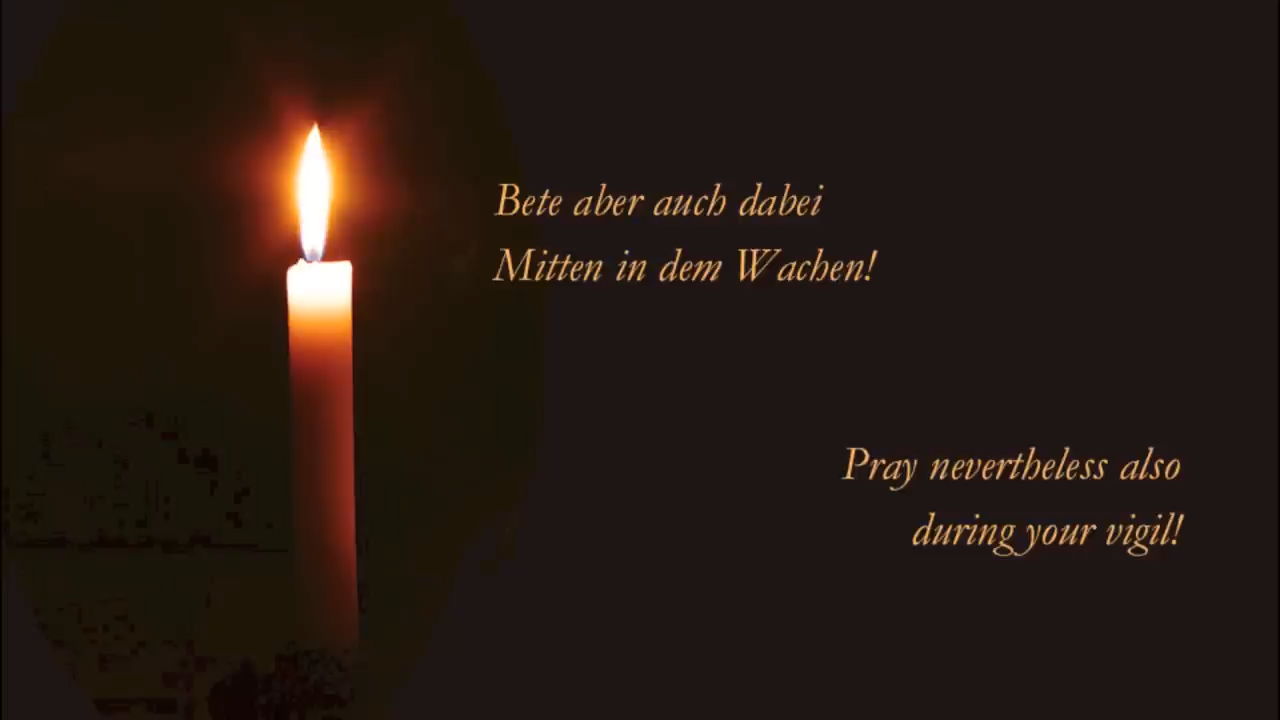 Bete aber auch dabei
Mitten in dem Wachen!
Pray nevertheless also
during your vigil!